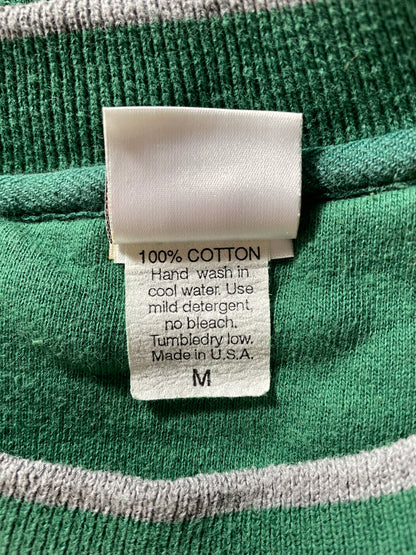 100% COTTON
Hand wash in
cool water. Use
mild detergent,
no bleach.
Tumbledry low.
Made in U.S.A.
M